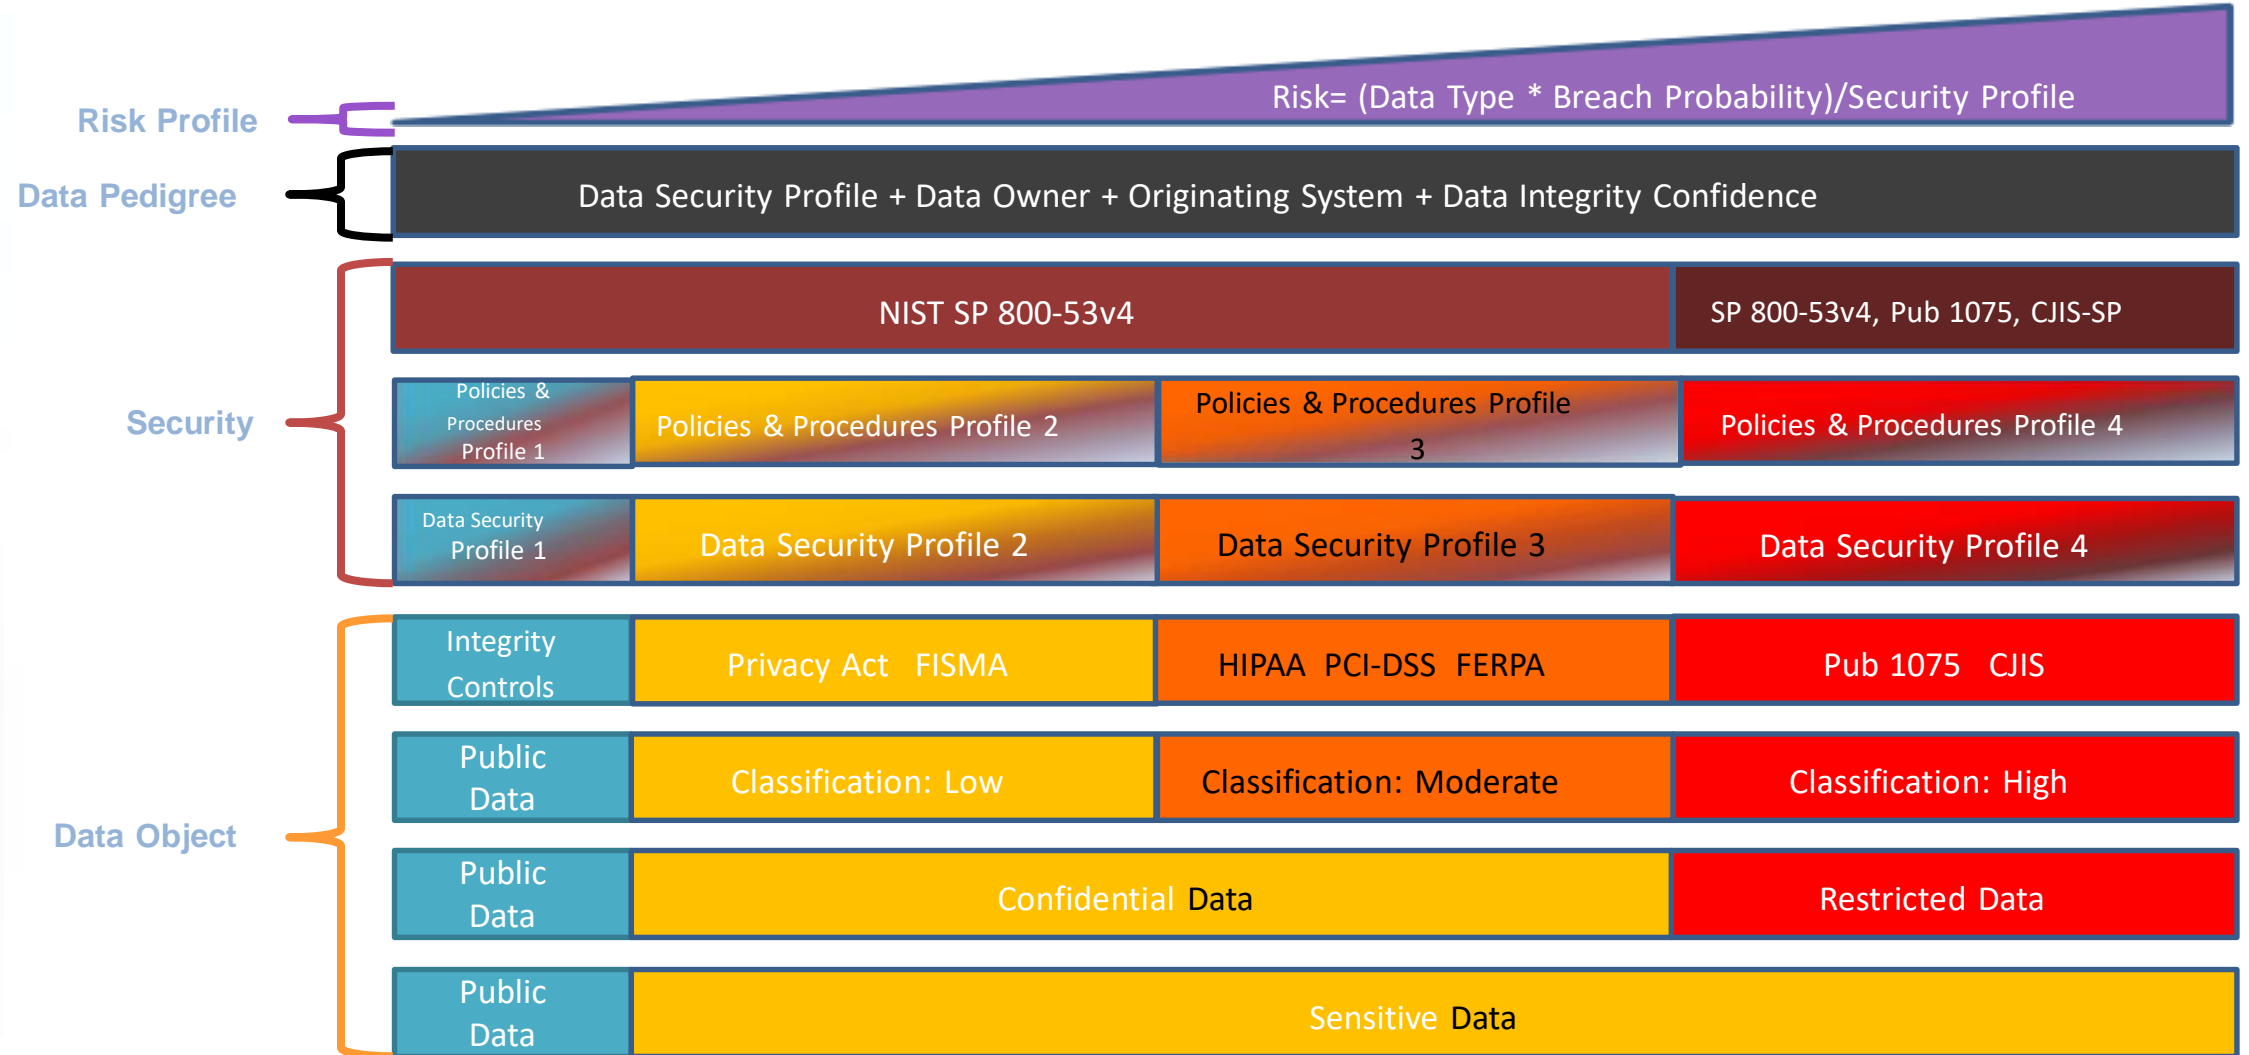 Risk= (Data Type * Breach Probability)/Security Profile
Risk Profile
Data Pedigree
Data Security Profile + Data Owner + Originating System + Data Integrity Confidence
NIST SP 800-53v4
SP 800-53v4, Pub 1075, CJIS-SP
Security
Policies &
Procedures
Profile 1
Policies & Procedures Profile 2
Policies & Procedures Profile
3
Policies & Procedures Profile 4
Data Security
Profile 1
Data Security Profile 2
Data Security Profile 3
Data Security Profile 4
Data Object
Integrity
Controls
Privacy Act FISMA
HIPAA PCI-DSS FERPA
Pub 1075 CJIS
Public
Data
Classification: Low
Classification: Moderate
Classification: High
Public
Data
Confidential Data
Restricted Data
Public
Data
Sensitive Data